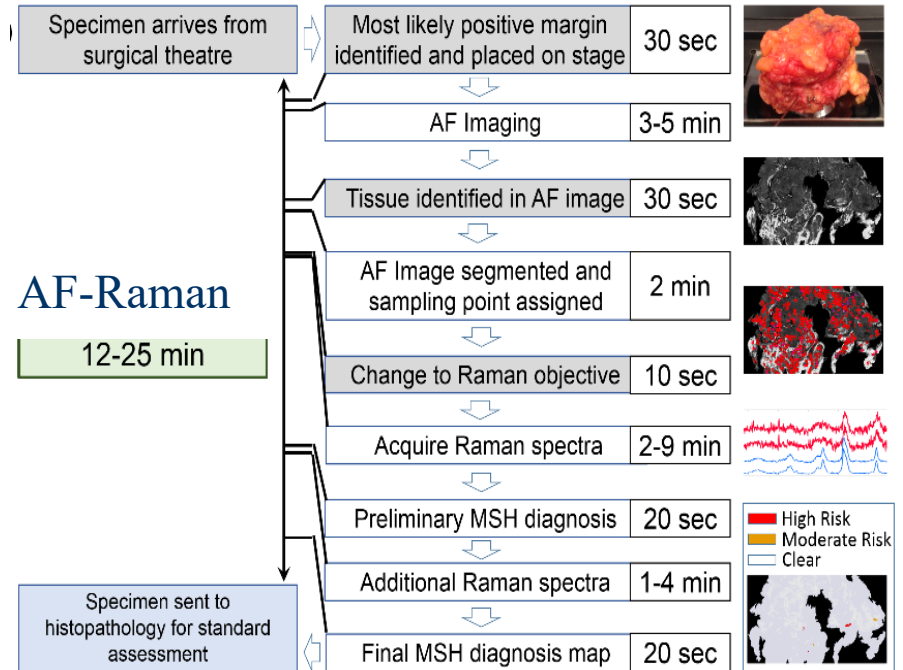 Specimen arrives from
surgical theatre
Most likely positive margin
identified and placed on stage
30 sec
AF Imaging
3-5 min
Tissue identified in AF image
30 sec
AF Image segmented and
sampling point assigned
2 min
AF-Raman
12-25 min
Change to Raman objective
10 sec
Acquire Raman spectra
2-9 min
Preliminary MSH diagnosis
20 sec
High Risk
Moderate Risk
Clear
Additional Raman spectra
1-4 min
Specimen sent to
histopathology for standard
assessment
Final MSH diagnosis map
20 sec